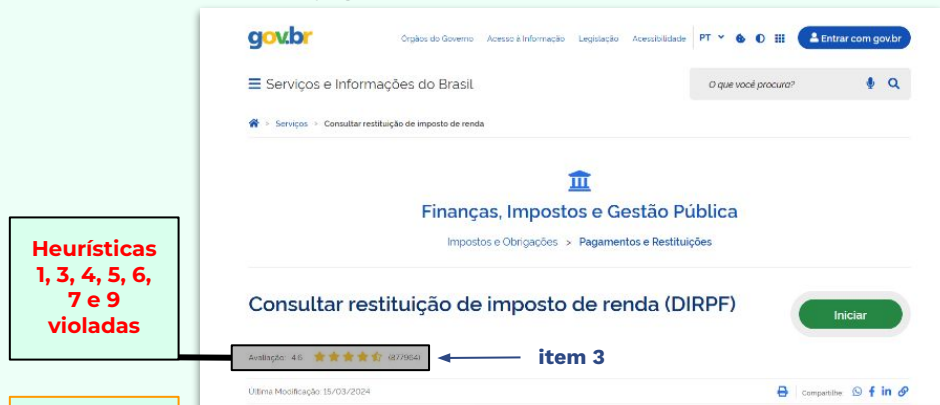 gov.br
Órgãos do Governo Acesso à Informação Legislação Acessibilidade PT Entrar com gov.br
Serviços e Informações do Brasil
O que você procura?
> Serviços > Consultar restituição de imposto de renda
Finanças, Impostos e Gestão Pública
Impostos e Obrigações > Pagamentos e Restituições
Heurísticas
1, 3, 4, 5, 6,
7 e 9
violadas
Consultar restituição de imposto de renda (DIRPF)
Iniciar
Avaliação: 4.6 (877964)
item 3
Última Modificação: 15/03/2024
Compartilhe: